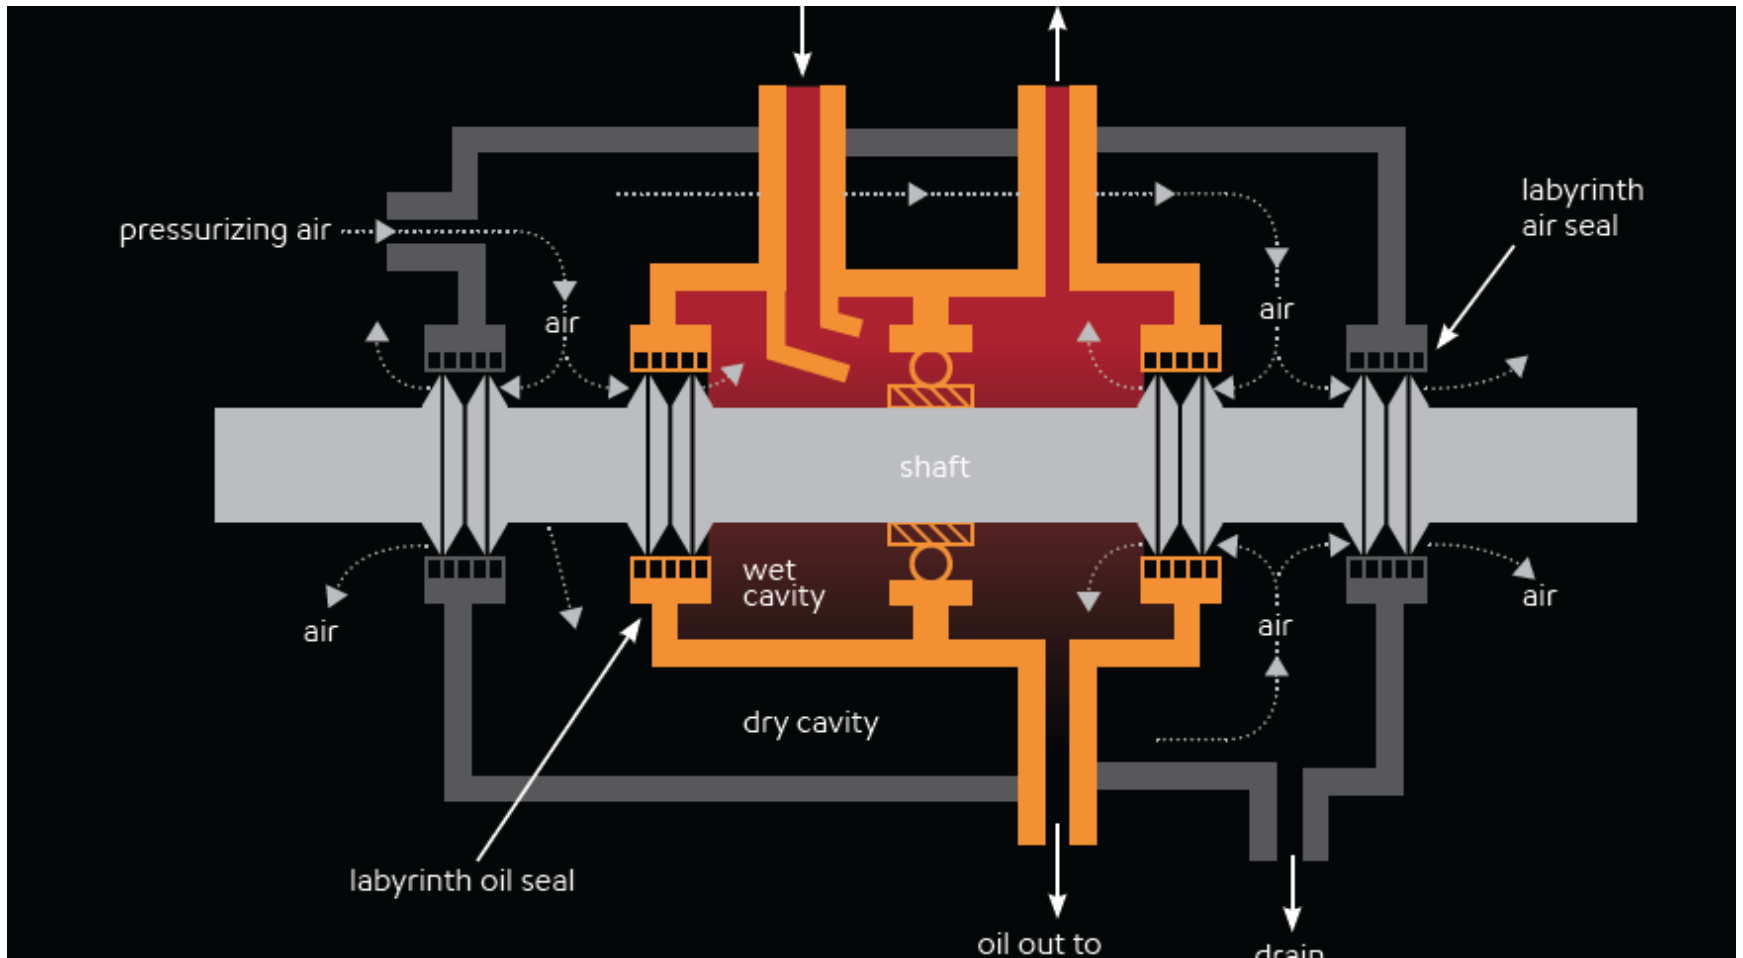 labyrinth
air seal
pressurizing air
air
air
shaft
wet
cavity
air
air
air
dry cavity
labyrinth oil seal
oil out to
drain